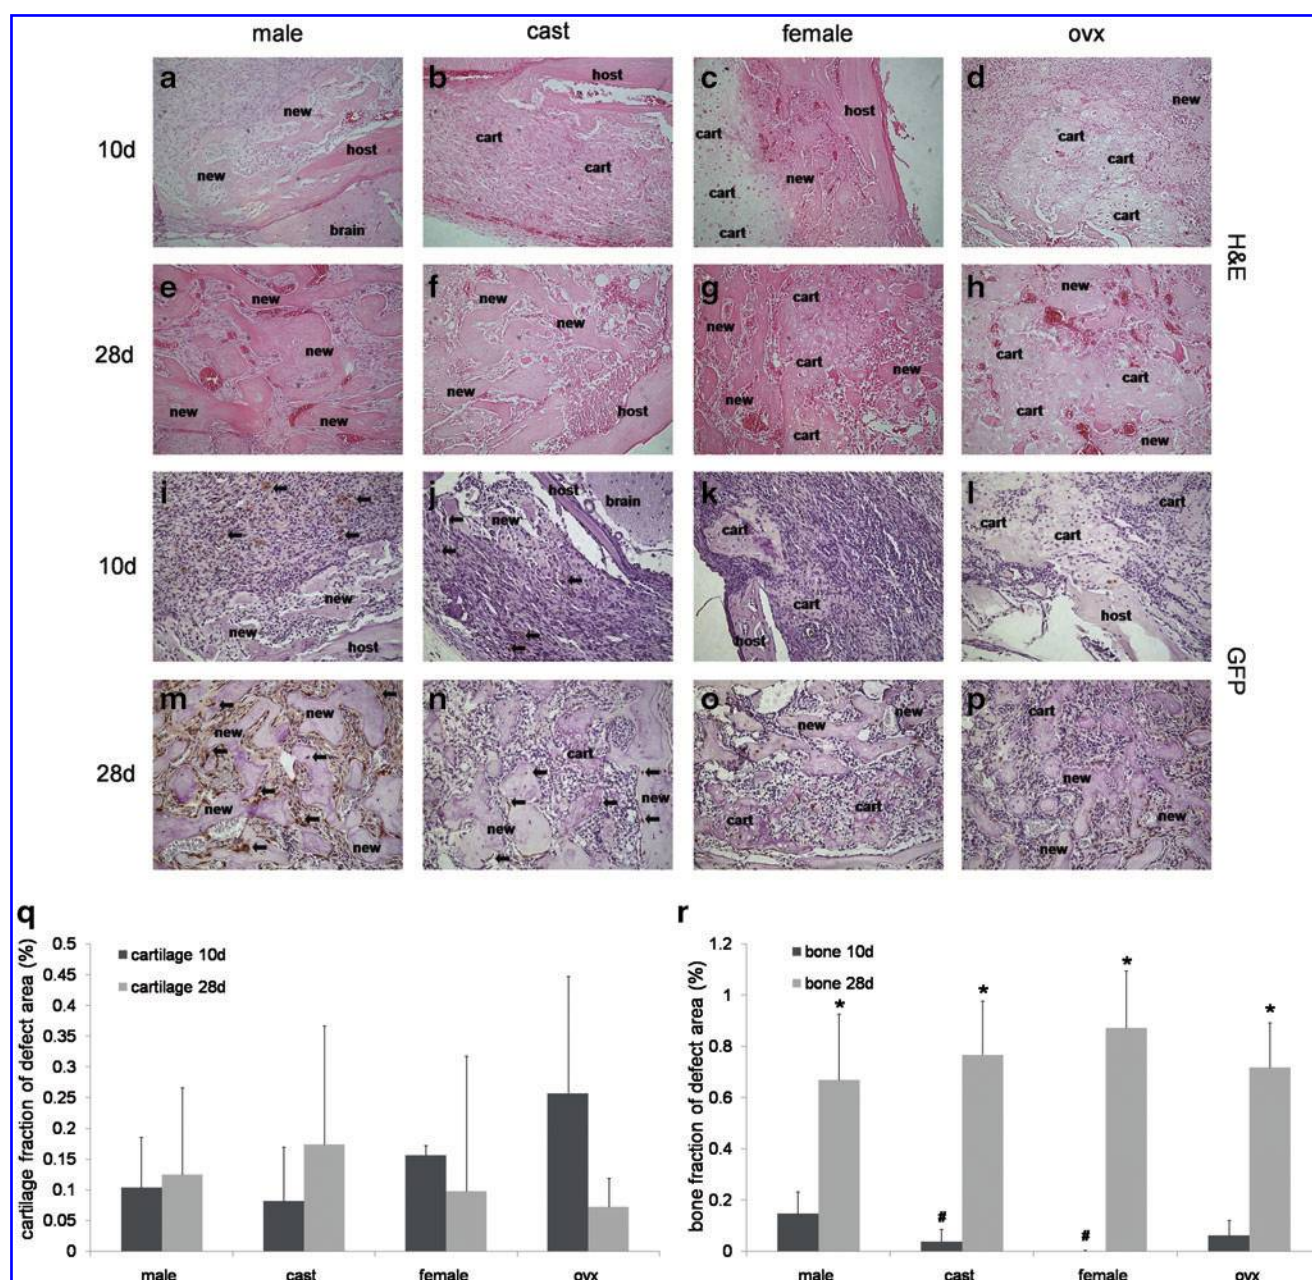 male cast female ovx
10d
a new new host brain
b host cart cart
c cart host new cart cart
d new cart cart cart
H&E
28d
e new new new new
f new new new host
g cart new cart new new cart
h new cart cart cart new
10d
i new new host
j host brain new
k cart cart host
l cart cart cart host
GFP
28d
m new new new new
n cart new new
o new new cart cart
p cart new new new
q
cartilage fraction of defect area (%)
0.5
0.45
0.4
0.35
0.3
0.25
0.2
0.15
0.1
0.05
0
cartilage 10d
cartilage 28d
male cast female ovx
r
bone fraction of defect area (%)
1.2
1
0.8
0.6
0.4
0.2
0
bone 10d
bone 28d
* * * *
# #
male cast female ovx